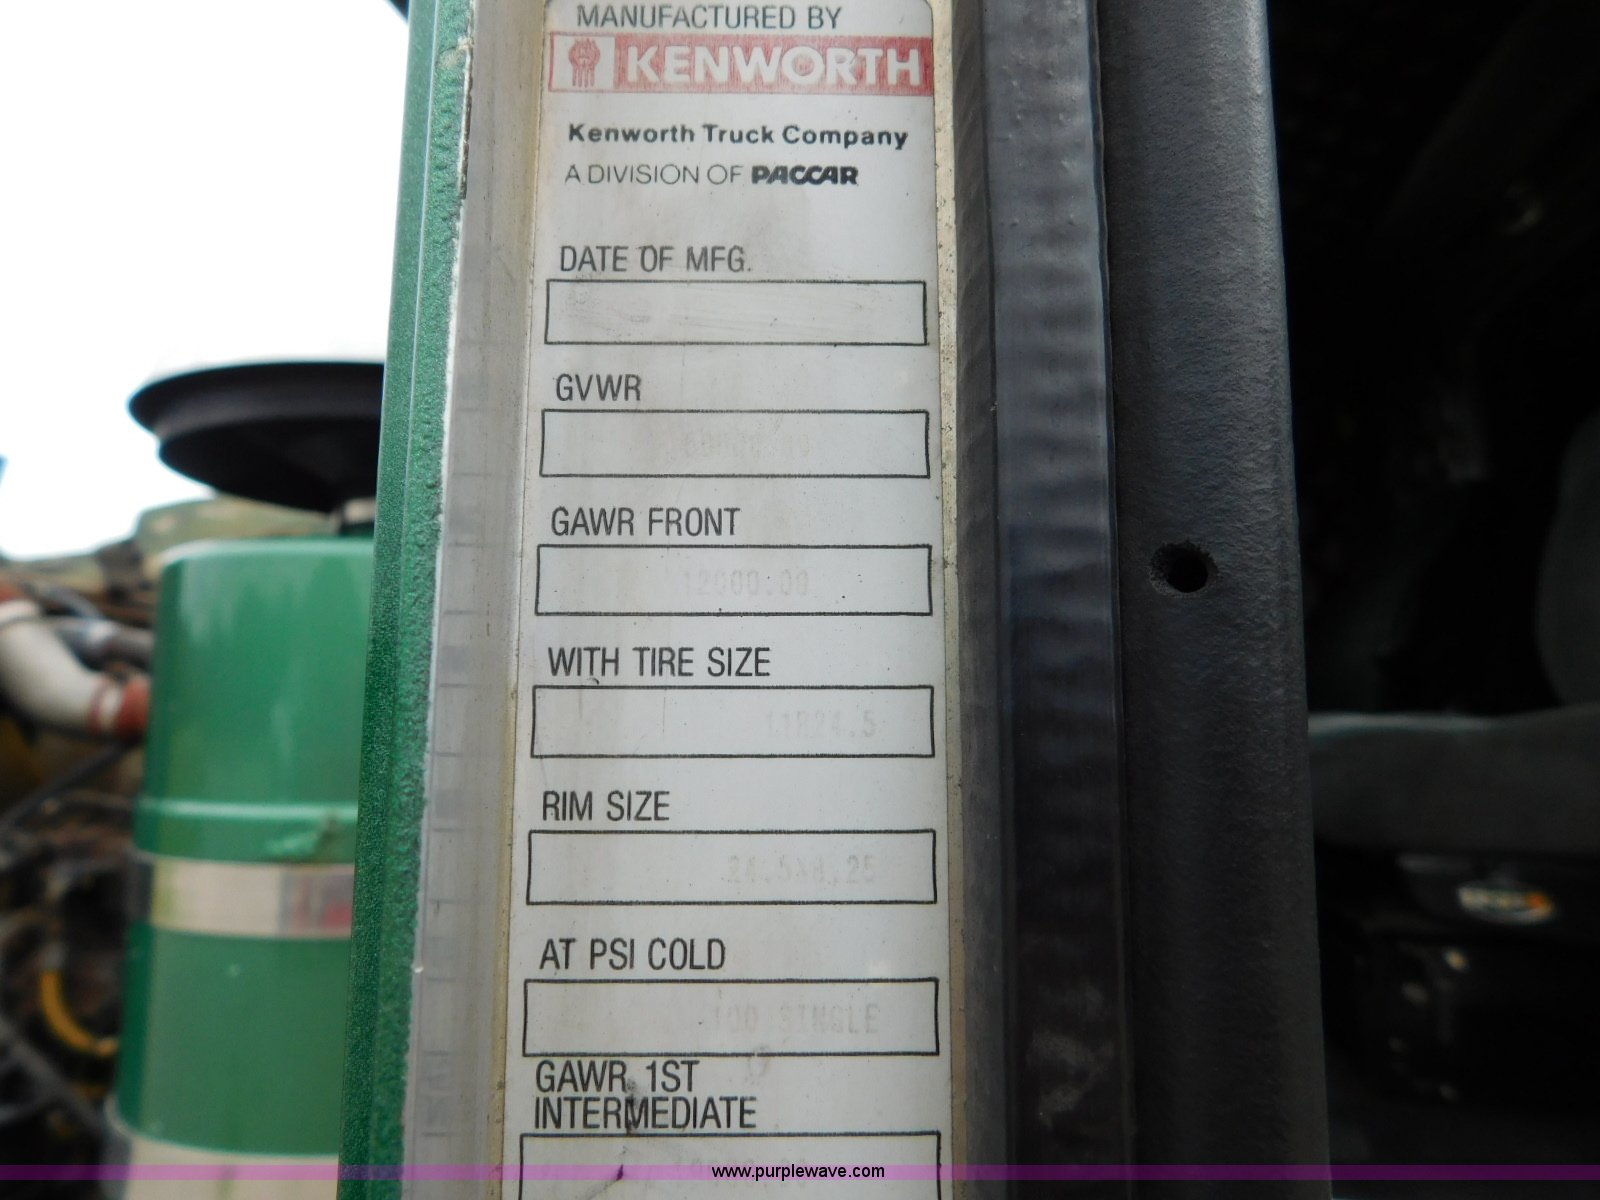 MANUFACTURED BY
KENWORTH
Kenworth Truck Company
A DIVISION OF PACCAR
DATE OF MFG.
GVWR
GAWR FRONT
12000.00
WITH TIRE SIZE
11R24.5
RIM SIZE
24.5X8.25
AT PSI COLD
100 SINGLE
GAWR 1ST
INTERMEDIATE
www.purplewave.com